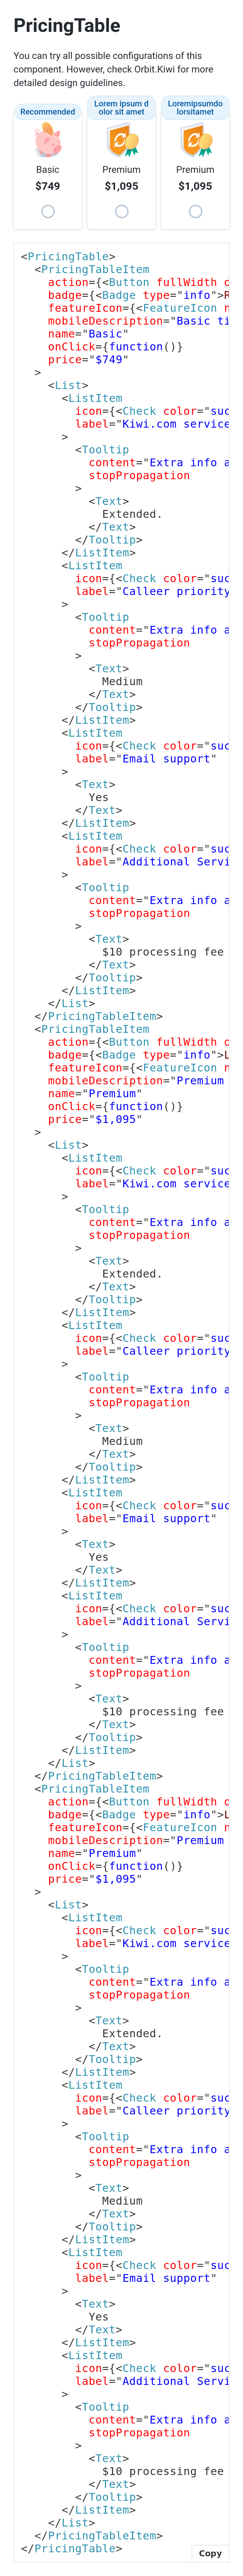 PricingTable
You can try all possible configurations of this
component. However, check Orbit.Kiwi for more
detailed design guidelines.
Recommended
Lorem ipsum d
olor sit amet
Loremipsumdo
lorsitamet
Basic
Premium
Premium
$749
$1,095
$1,095
<PricingTable>
<PricingTableItem
action={<Button fullWidth
badge={<Badge type="info">R
featureIcon={<FeatureIcon
mobileDescription="Basic ti
name="Basic"
onClick={function()}
price="$749"
>
<List>
<ListItem
icon={<Check color="suc
label="Kiwi.com service
>
<Tooltip
content="Extra info a
stopPropagation
>
<Text>
Extended.
</Text>
</Tooltip>
</ListItem>
<ListItem
icon={<Check color="suc
label="Calleer priority
>
<Tooltip
content="Extra info a
stopPropagation
>
<Text>
Medium
</Text>
</Tooltip>
</ListItem>
<ListItem
icon={<Check color="suc
label="Email support"
>
<Text>
Yes
</Text>
</ListItem>
<ListItem
icon={<Check color="suc
label="Additional Servi
>
<Tooltip
content="Extra info a
stopPropagation
>
<Text>
$10 processing fee
</Text>
</Tooltip>
</ListItem>
</List>
</PricingTableItem>
<PricingTableItem
action={<Button fullWidth
badge={<Badge type="info">L
featureIcon={<FeatureIcon
mobileDescription="Premium
name="Premium"
onClick={function()}
price="$1,095"
>
<List>
<ListItem
icon={<Check color="suc
label="Kiwi.com service
>
<Tooltip
content="Extra info a
stopPropagation
>
<Text>
Extended.
</Text>
</Tooltip>
</ListItem>
<ListItem
icon={<Check color="suc
label="Calleer priority
>
<Tooltip
content="Extra info a
stopPropagation
>
<Text>
Medium
</Text>
</Tooltip>
</ListItem>
<ListItem
icon={<Check color="suc
label="Email support"
>
<Text>
Yes
</Text>
</ListItem>
<ListItem
icon={<Check color="suc
label="Additional Servi
>
<Tooltip
content="Extra info a
stopPropagation
>
<Text>
$10 processing fee
</Text>
</Tooltip>
</ListItem>
</List>
</PricingTableItem>
<PricingTableItem
action={<Button fullWidth
badge={<Badge type="info">L
featureIcon={<FeatureIcon
mobileDescription="Premium
name="Premium"
onClick={function()}
price="$1,095"
>
<List>
<ListItem
icon={<Check color="suc
label="Kiwi.com service
>
<Tooltip
content="Extra info a
stopPropagation
>
<Text>
Extended.
</Text>
</Tooltip>
</ListItem>
<ListItem
icon={<Check color="suc
label="Calleer priority
>
<Tooltip
content="Extra info a
stopPropagation
>
<Text>
Medium
</Text>
</Tooltip>
</ListItem>
<ListItem
icon={<Check color="suc
label="Email support"
>
<Text>
Yes
</Text>
</ListItem>
<ListItem
icon={<Check color="suc
label="Additional Servi
>
<Tooltip
content="Extra info a
stopPropagation
>
<Text>
$10 processing fee
</Text>
</Tooltip>
</ListItem>
</List>
</PricingTableItem>
</PricingTable>
Copy